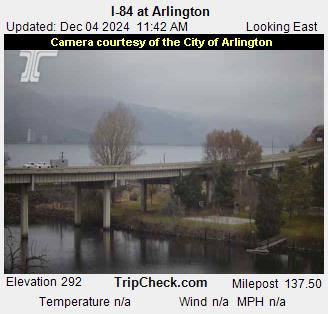 I-84 at Arlington
Updated: Dec 04 2024 11:42 AM Looking East
Camera courtesy of the City of Arlington
Elevation 292 TripCheck.com Milepost 137.50
Temperature n/a Wind n/a MPH n/a